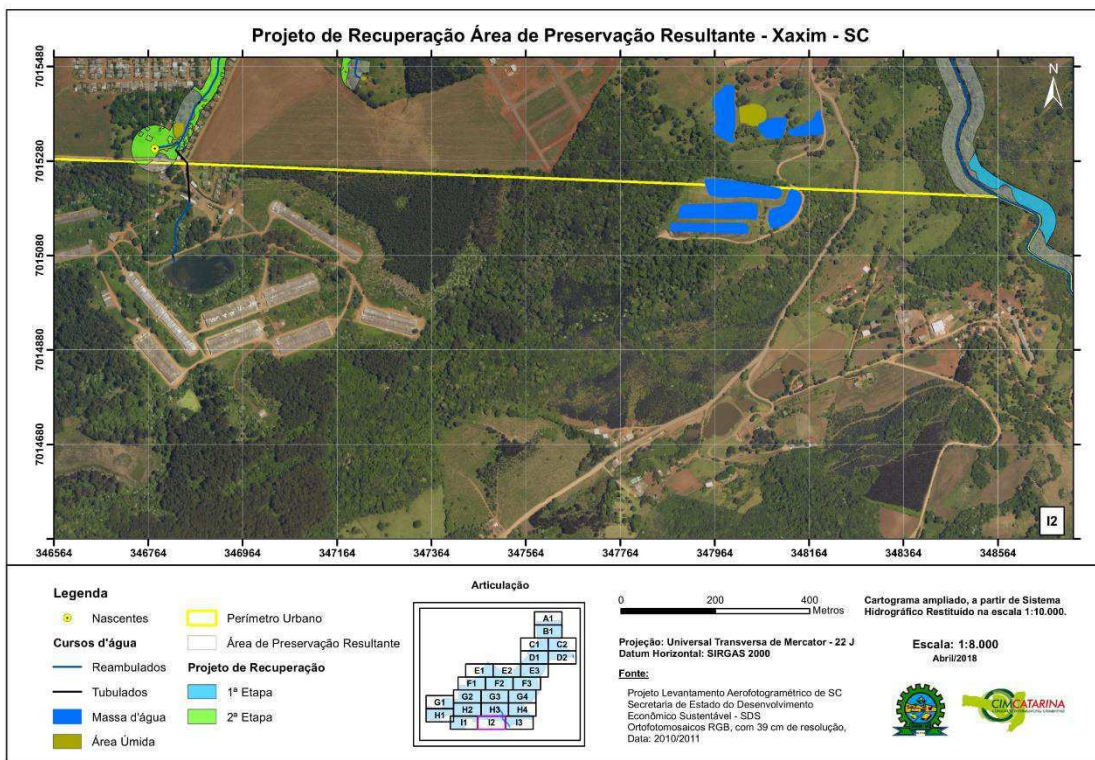 Projeto de Recuperação Área de Preservação Resultante - Xaxim - SC
7015480
7015280
7015080
7014880
7014680
N
I2
346564 346764 346964 347164 347364 347564 347764 347964 348164 348364 348564
Legenda
Nascentes
Cursos d'água
Reambulados
Tubulados
Massa d'água
Área Úmida
Perímetro Urbano
Área de Preservação Resultante
Projeto de Recuperação
1ª Etapa
2ª Etapa
Articulação
A1
B1
C1 C2
D1 D2
E1 E2 E3
F1 F2 F3
G2 G3 G4
G1
H2 H3 H4
H1
I1 I2 I3
0 200 400
Metros
Projeção: Universal Transversa de Mercator - 22 J
Datum Horizontal: SIRGAS 2000
Fonte:
Projeto Levantamento Aerofotogramétrico de SC
Secretaria de Estado do Desenvolvimento
Econômico Sustentável - SDS
Ortofotomosaicos RGB, com 39 cm de resolução,
Data: 2010/2011
Cartograma ampliado, a partir de Sistema
Hidrográfico Restituído na escala 1:10.000.
Escala: 1:8.000
Abril/2018
CIMCATARINA